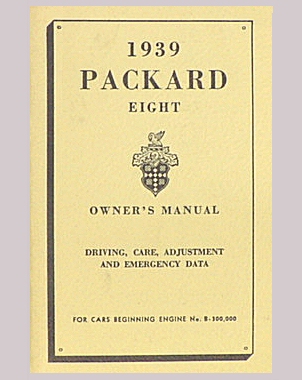 1939
PACKARD
EIGHT
OWNER'S MANUAL
DRIVING, CARE, ADJUSTMENT
AND EMERGENCY DATA
FOR CARS BEGINNING ENGINE No. B-300,000